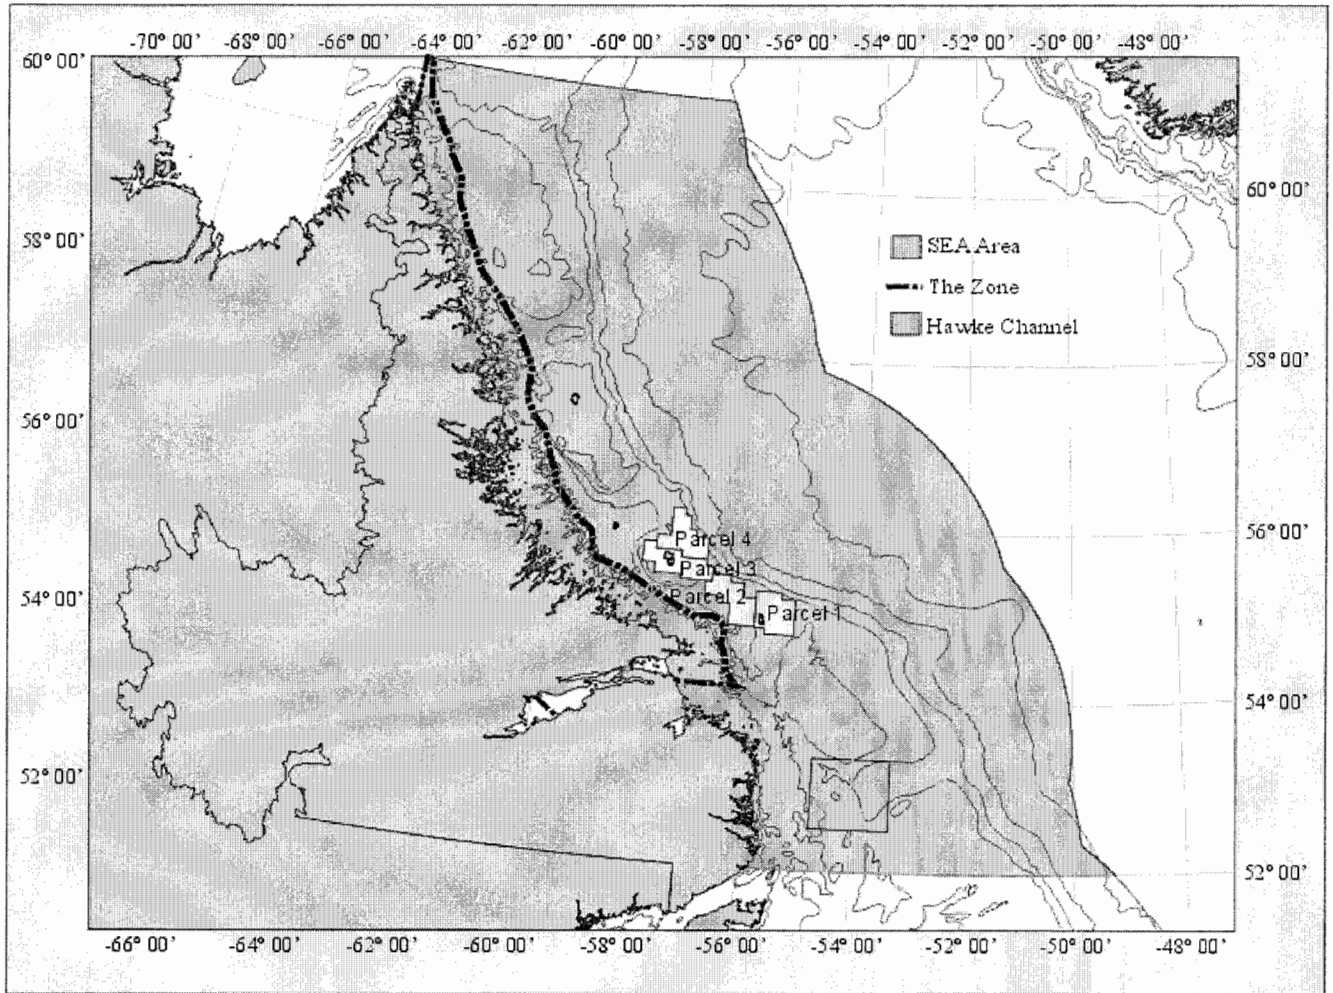 -70° 00' -68° 00' -66° 00' -64° 00' -62° 00' -60° 00' -58° 00' -56° 00' -54° 00' -52° 00' -50° 00' -48° 00'
60° 00'
60° 00'
58° 00'
SEA Area
The Zone
Hawke Channel
58° 00'
56° 00'
56° 00'
Parcel 4
Parcel 3
Parcel 2
54° 00'
Parcel 1
54° 00'
52° 00'
52° 00'
-66° 00' -64° 00' -62° 00' -60° 00' -58° 00' -56° 00' -54° 00' -52° 00' -50° 00' -48° 00'